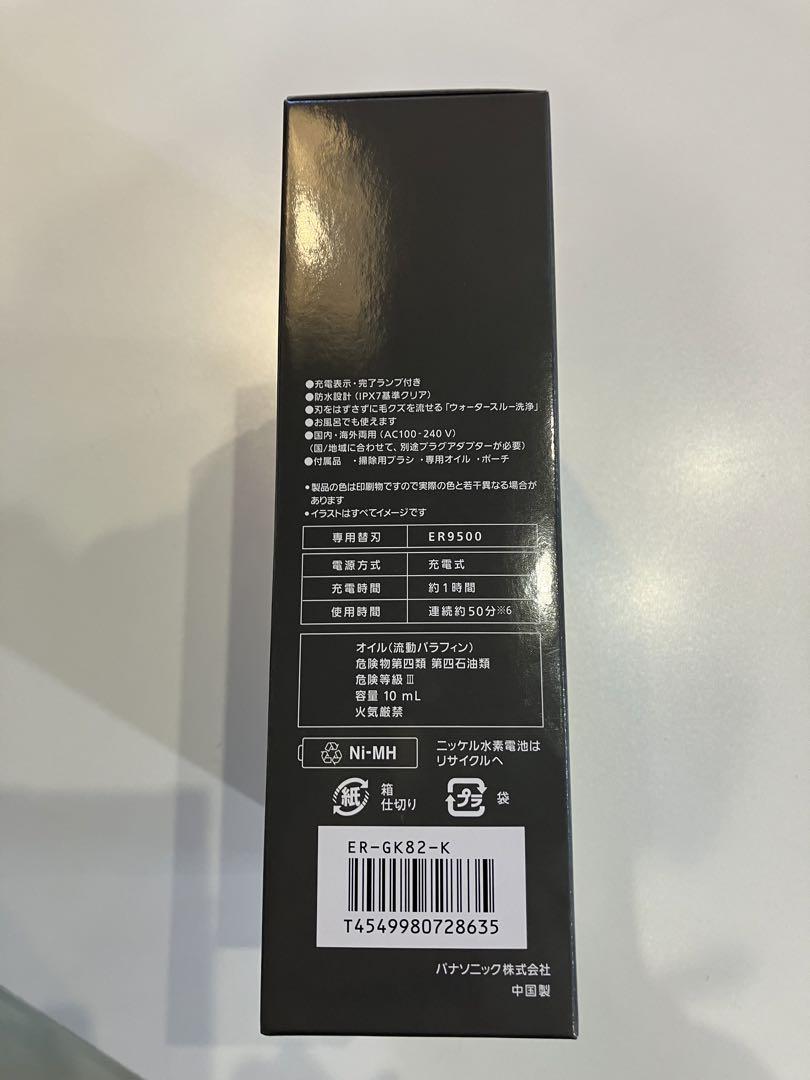 ●充電表示・完了ランプ付き
●防水設計（IPX7基準クリア）
●刃をはずさずに毛クズを流せる「ウォータースルー洗浄」
●お風呂でも使えます
●国内・海外両用（AC100-240 V）
（国/地域に合わせて、別途プラグアダプターが必要）
●付属品 ・掃除用ブラシ ・専用オイル ・ポーチ
•製品の色は印刷物ですので実際の色と若干異なる場合が
あります
•イラストはすべてイメージです
専用替刃 ER9500
電源方式 充電式
充電時間 約1時間
使用時間 連続約50分※6
オイル（流動パラフィン）
危険物第四類 第四石油類
危険等級Ⅲ
容量 10 mL
火気厳禁
Ni-MH ニッケル水素電池は
リサイクルへ
紙 箱
仕切り
プラ 袋
ER-GK82-K
T4549980728635
パナソニック株式会社
中国製